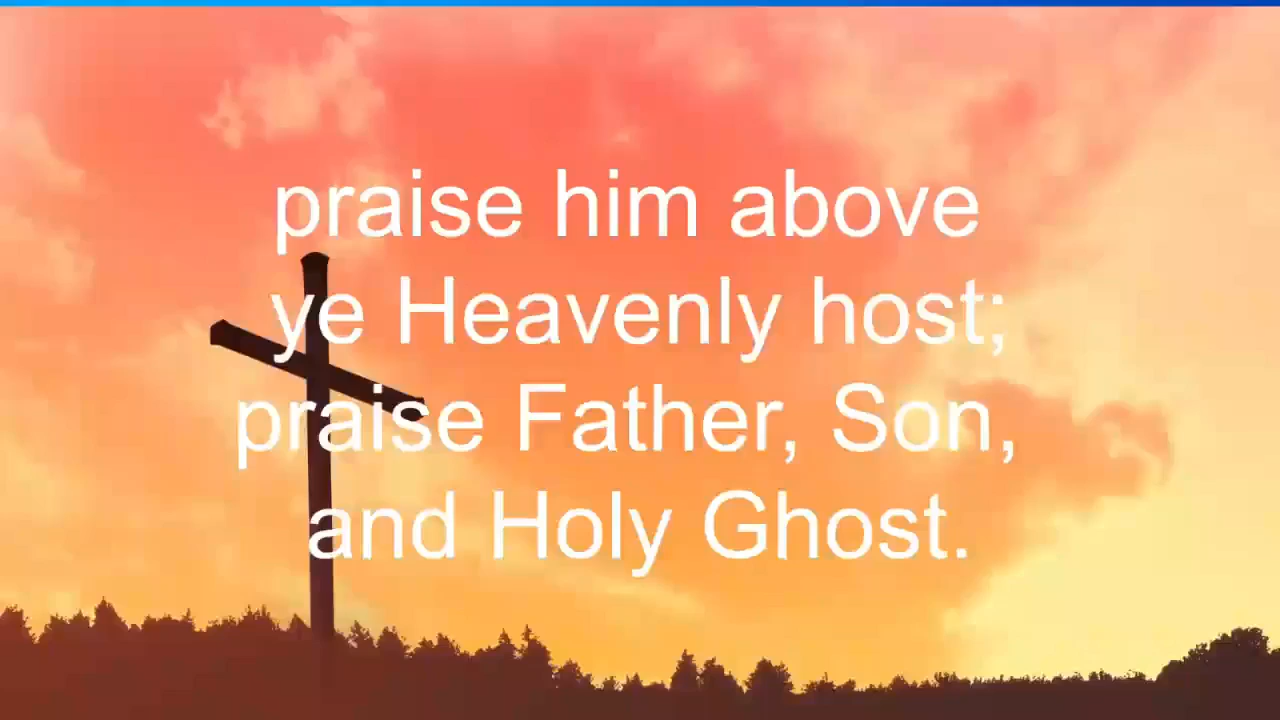 praise him above
ye Heavenly host;
praise Father, Son,
and Holy Ghost.